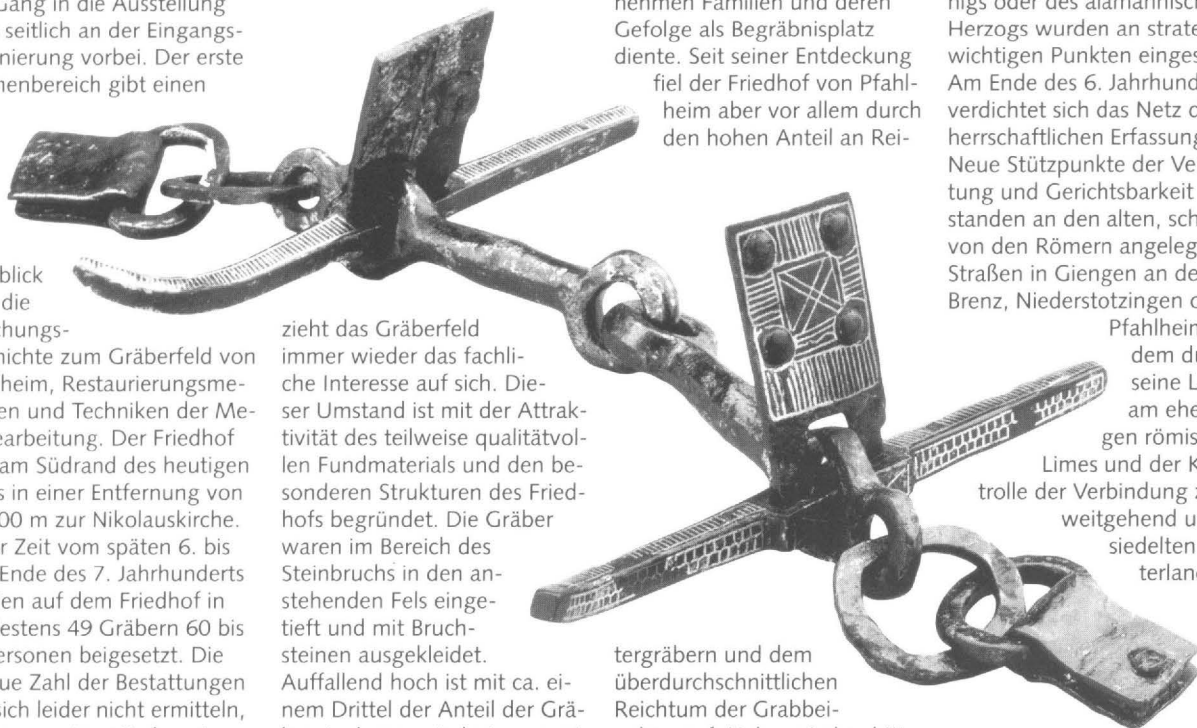 Gang in die Ausstellung
seitlich an der Eingangs-
nierung vorbei. Der erste
menbereich gibt einen
blick
die
chungs-
hichte zum Gräberfeld von
heim, Restaurierungsme-
en und Techniken der Me-
earbeitung. Der Friedhof
am Südrand des heutigen
s in einer Entfernung von
00 m zur Nikolauskirche.
r Zeit vom späten 6. bis
Ende des 7. Jahrhunderts
en auf dem Friedhof in
estens 49 Gräbern 60 bis
ersonen beigesetzt. Die
ue Zahl der Bestattungen
sich leider nicht ermitteln,
zieht das Gräberfeld
immer wieder das fachli-
che Interesse auf sich. Die-
ser Umstand ist mit der Attrak-
tivität des teilweise qualitätvol-
len Fundmaterials und den be-
sonderen Strukturen des Fried-
hofs begründet. Die Gräber
waren im Bereich des
Steinbruchs in den an-
stehenden Fels einge-
tieft und mit Bruch-
steinen ausgekleidet.
Auffallend hoch ist mit ca. ei-
nem Drittel der Anteil der Grä-
nehmen Familien und deren
Gefolge als Begräbnisplatz
diente. Seit seiner Entdeckung
fiel der Friedhof von Pfahl-
heim aber vor allem durch
den hohen Anteil an Rei-
tergräbern und dem
überdurchschnittlichen
Reichtum der Grabbei-
nigs oder des alamannisch
Herzogs wurden an strate
wichtigen Punkten einges
Am Ende des 6. Jahrhund
verdichtet sich das Netz d
herrschaftlichen Erfassung
Neue Stützpunkte der Ve
tung und Gerichtsbarkeit
standen an den alten, sch
von den Römern angeleg
Straßen in Giengen an de
Brenz, Niederstotzingen o
Pfahlheim
dem d
seine L
am ehe
gen römis
Limes und der K
trolle der Verbindung z
weitgehend u
siedelten
terland